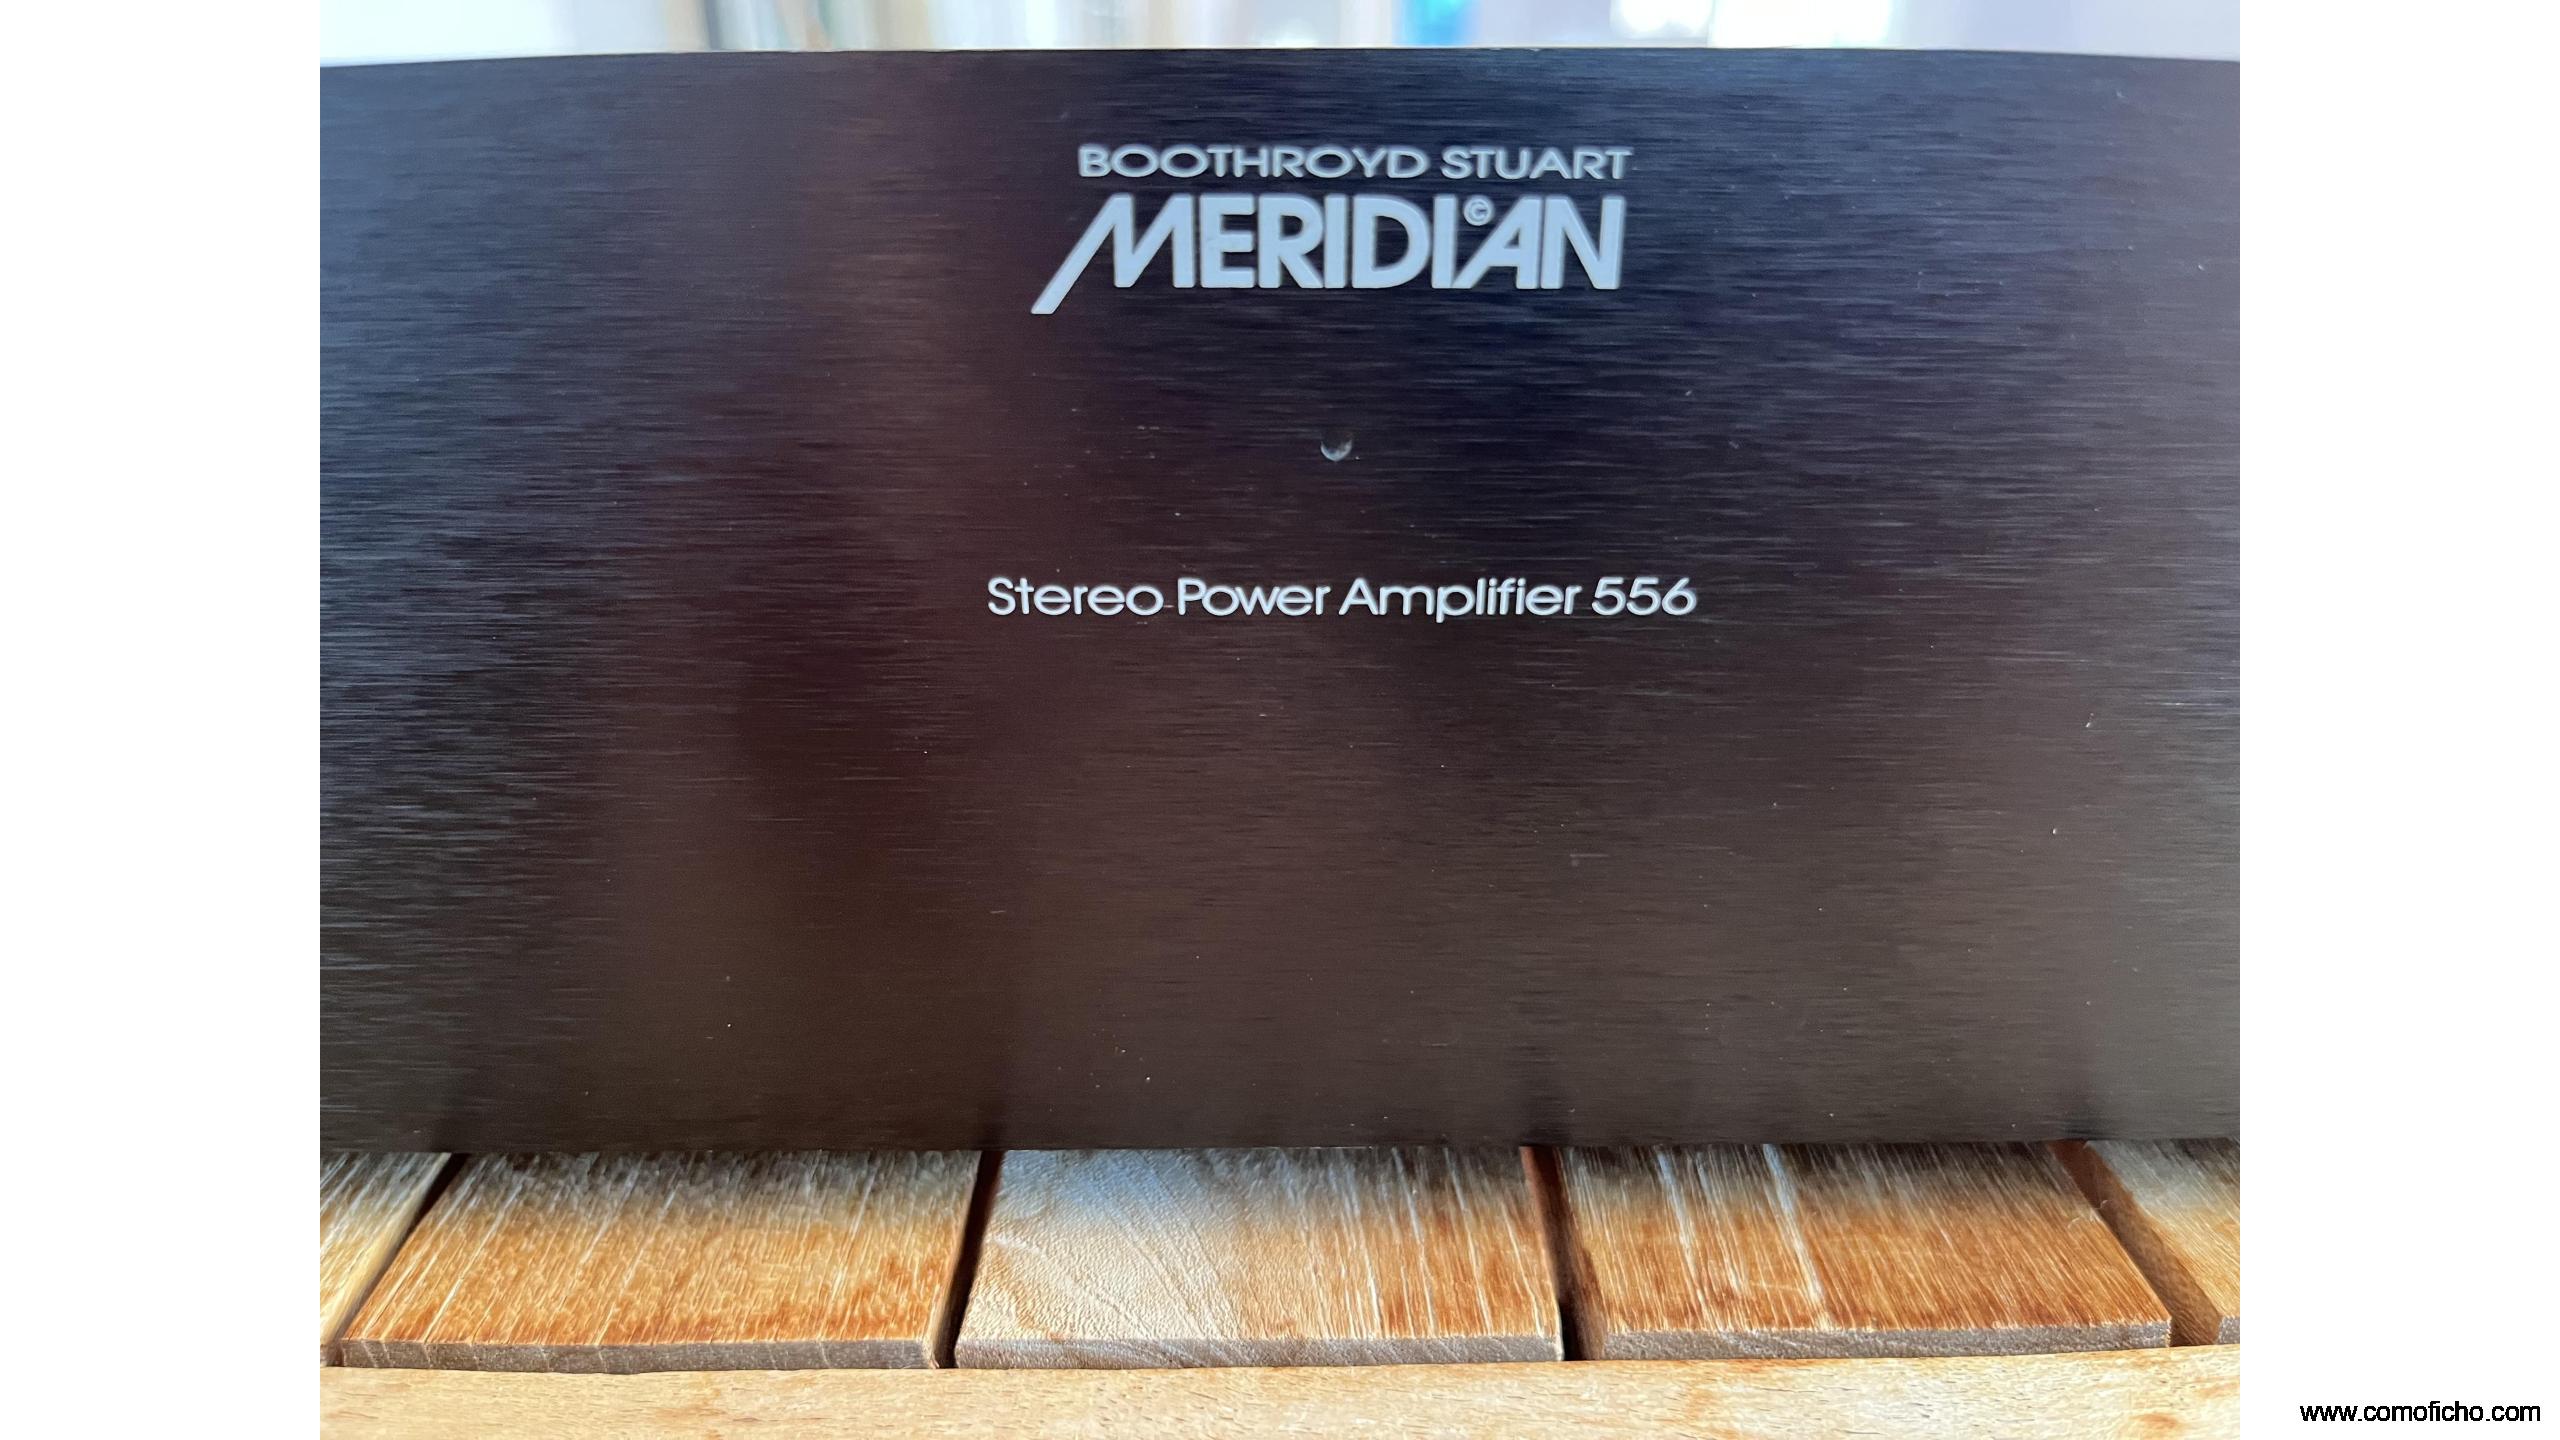 BOOTHROYD STUART
MERIDIAN ©
Stereo Power Amplifier 556
www.comoficho.com